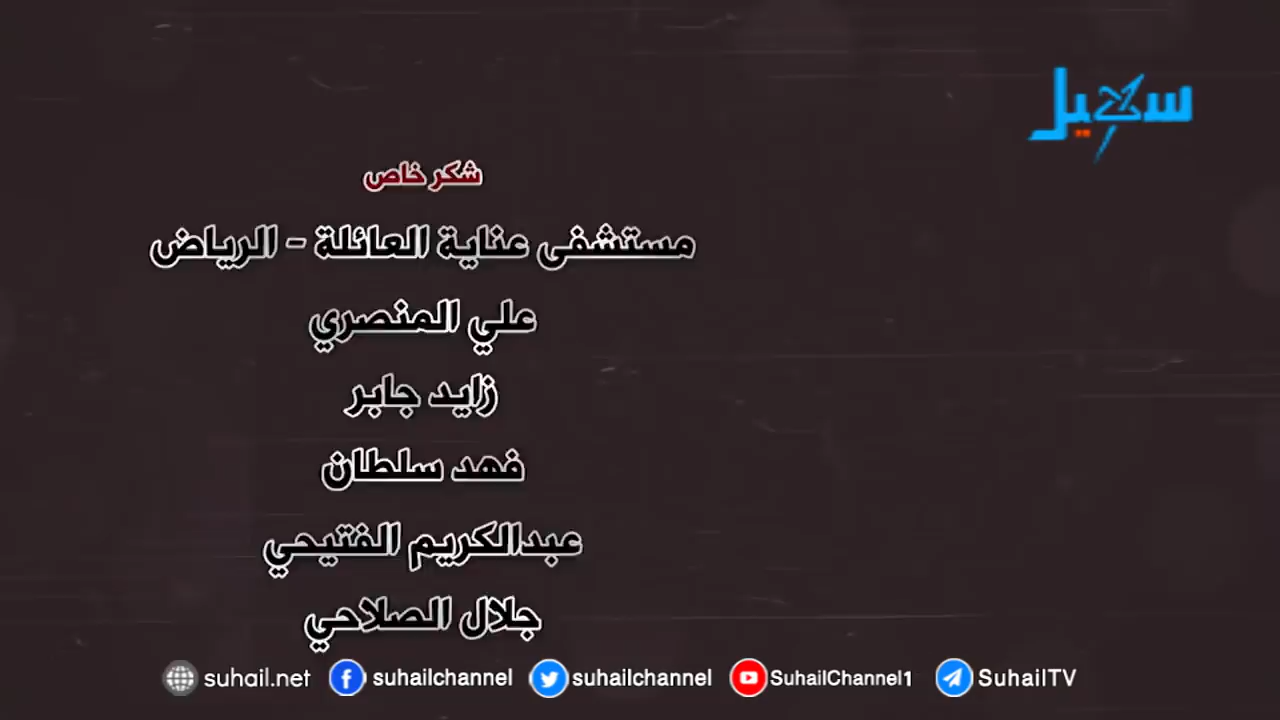 سهيل
شكر خاص
مستشفى عناية العائلة - الرياض
علي المنصري
زايد جابر
فهد سلطان
عبدالكريم الفتيحي
جلال الصلاحي
suhail.net suhailchannel suhailchannel SuhailChannel1 SuhailTV